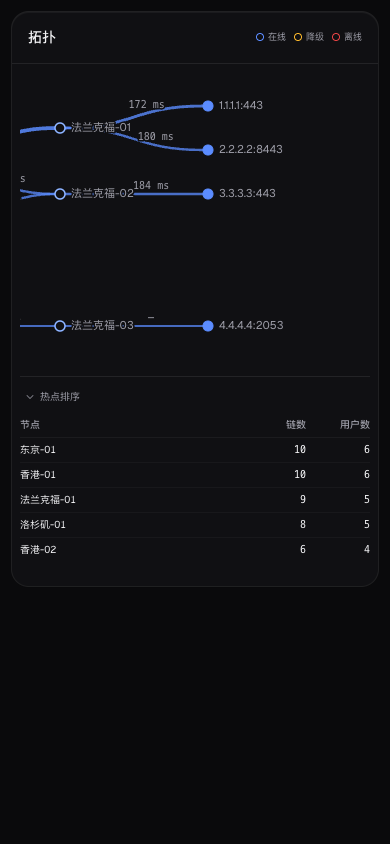 拓扑
在线 降级 离线
172 ms
1.1.1.1:443
法兰克福-01
180 ms
2.2.2.2:8443
s
184 ms
法兰克福-02
3.3.3.3:443
—
法兰克福-03
4.4.4.4:2053
热点排序
节点 链数 用户数
东京-01 10 6
香港-01 10 6
法兰克福-01 9 5
洛杉矶-01 8 5
香港-02 6 4